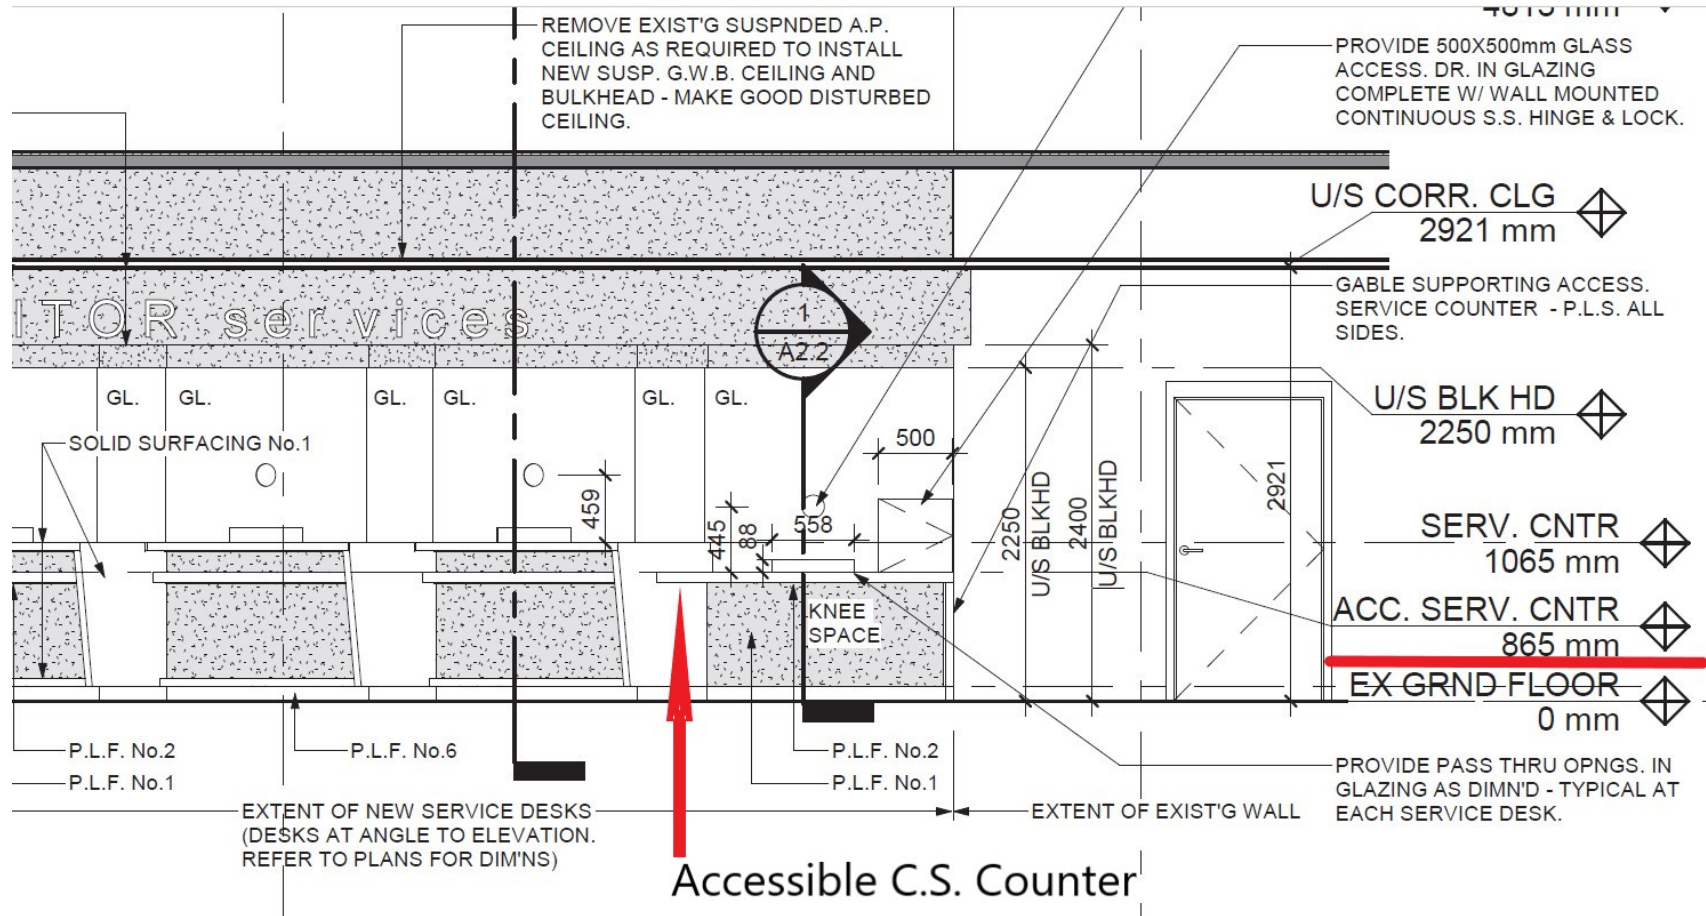 REMOVE EXIST'G SUSPNDED A.P.
CEILING AS REQUIRED TO INSTALL
NEW SUSP. G.W.B. CEILING AND
BULKHEAD - MAKE GOOD DISTURBED
CEILING.
4815 mm
PROVIDE 500X500mm GLASS
ACCESS. DR. IN GLAZING
COMPLETE W/ WALL MOUNTED
CONTINUOUS S.S. HINGE & LOCK.
U/S CORR. CLG
2921 mm
GABLE SUPPORTING ACCESS.
SERVICE COUNTER - P.L.S. ALL
SIDES.
ITOR services
1
A2.2
GL. GL. GL. GL. GL. GL.
U/S BLK HD
2250 mm
SOLID SURFACING No.1
500
459
445
88
558
2250
U/S BLKHD
2400
U/S BLKHD
2921
SERV. CNTR
1065 mm
KNEE
SPACE
ACC. SERV. CNTR
865 mm
EX GRND FLOOR
0 mm
P.L.F. No.2
P.L.F. No.1
P.L.F. No.6
P.L.F. No.2
P.L.F. No.1
PROVIDE PASS THRU OPNGS. IN
GLAZING AS DIMN'D - TYPICAL AT
EACH SERVICE DESK.
EXTENT OF NEW SERVICE DESKS
(DESKS AT ANGLE TO ELEVATION.
REFER TO PLANS FOR DIM'NS)
EXTENT OF EXIST'G WALL
Accessible C.S. Counter